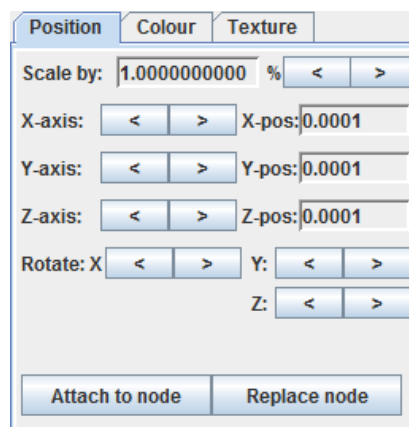 Position Colour Texture
Scale by: 1.0000000000 % < >
X-axis: < > X-pos: 0.0001
Y-axis: < > Y-pos: 0.0001
Z-axis: < > Z-pos: 0.0001
Rotate: X < > Y: < >
Z: < >
Attach to node Replace node